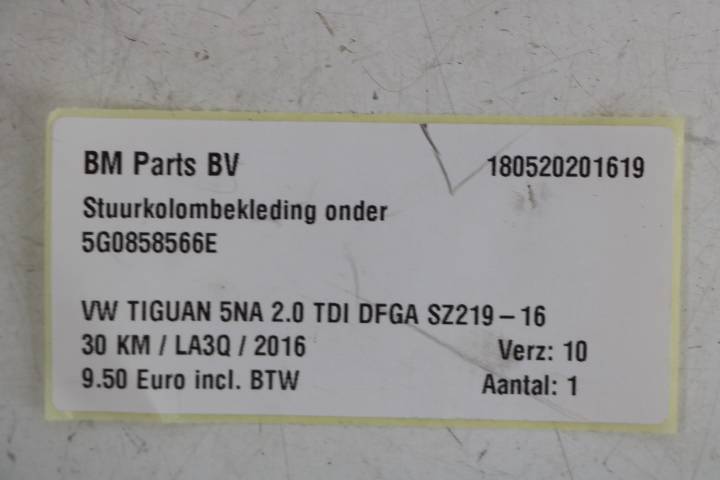 BM Parts BV 180520201619
Stuurkolombekleding onder
5G0858566E
VW TIGUAN 5NA 2.0 TDI DFGA SZ219-16
30 KM / LA3Q / 2016 Verz: 10
9.50 Euro incl. BTW Aantal: 1